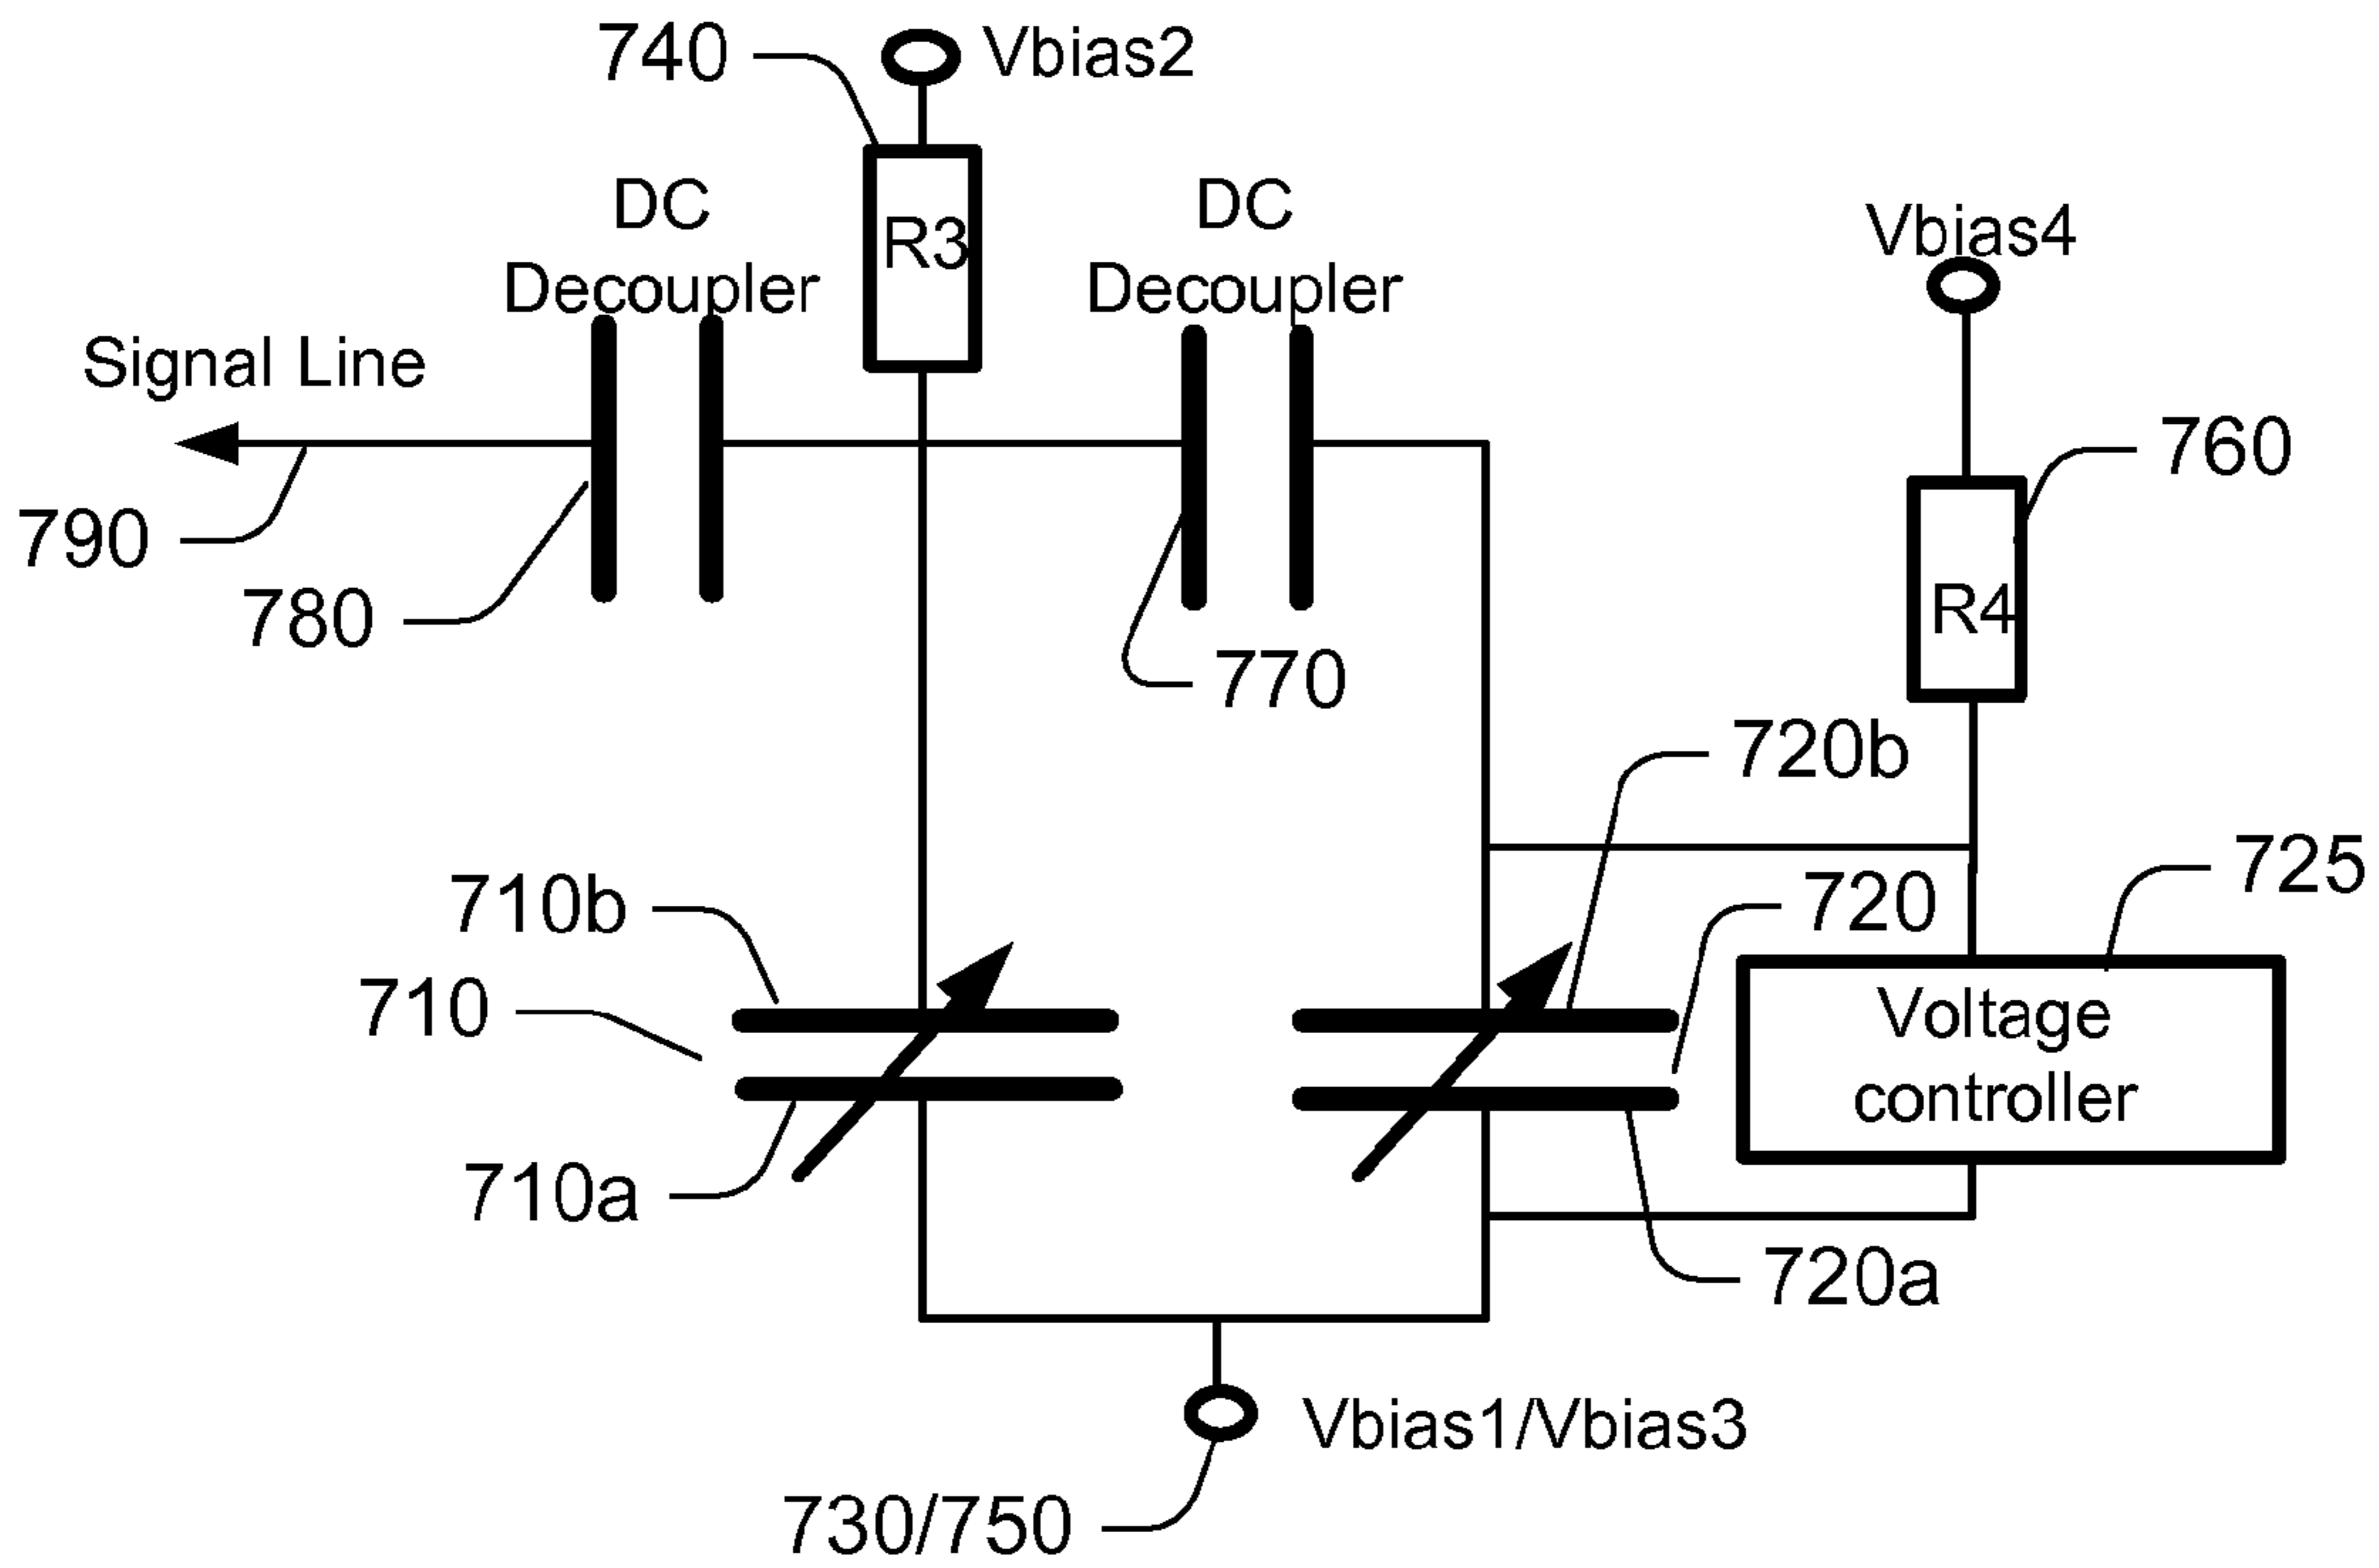 740
Vbias2
DC
Decoupler
R3
DC
Decoupler
Vbias4
Signal Line
760
790
780
R4
770
720b
725
710b
720
710
Voltage
controller
710a
720a
Vbias1/Vbias3
730/750